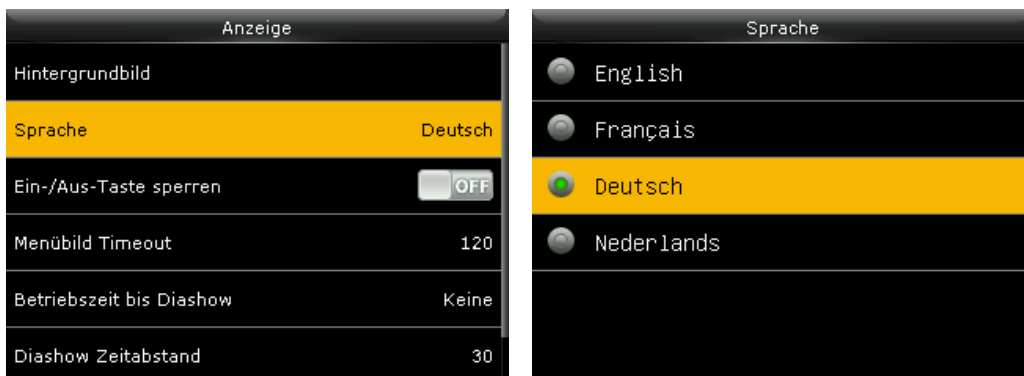 Anzeige
Hintergrundbild
Sprache Deutsch
Ein-/Aus-Taste sperren OFF
Menübild Timeout 120
Betriebszeit bis Diashow Keine
Diashow Zeitabstand 30
Sprache
English
Français
Deutsch
Nederlands